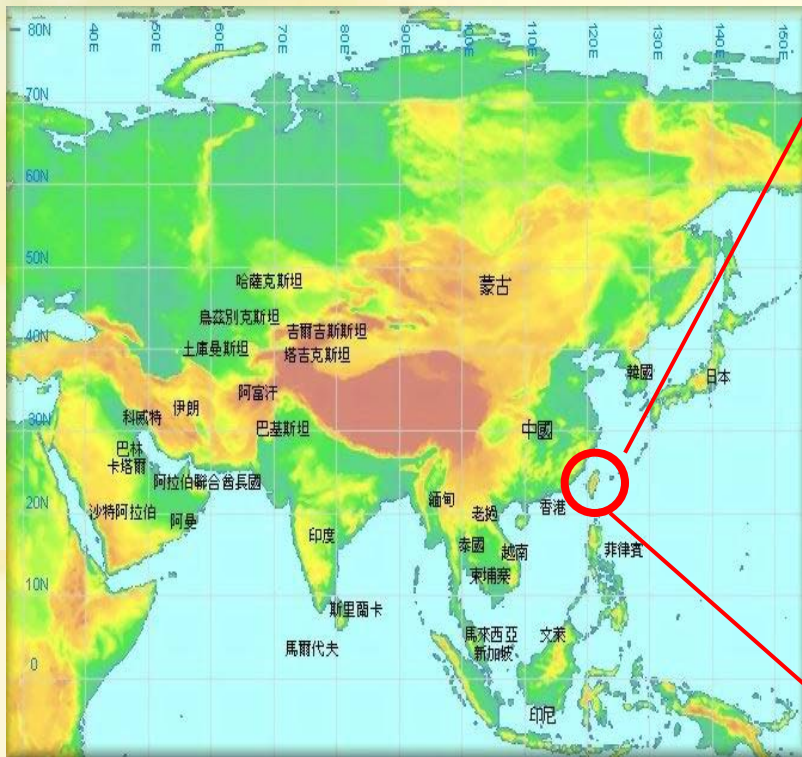 80N
40E
50E
60E
70E
80E
90E
100E
110E
120E
130E
140E
150E
70N
60N
50N
哈薩克斯坦
蒙古
烏茲別克斯坦
吉爾吉斯斯坦
40N
土庫曼斯坦
塔吉克斯坦
韓國
日本
阿富汗
伊朗
科威特
30N
巴基斯坦
中國
巴林
卡塔爾
阿拉伯聯合酋長國
緬甸
20N
沙特阿拉伯
阿曼
老撾
香港
印度
泰國
越南
菲律賓
柬埔寨
10N
斯里蘭卡
馬爾代夫
馬來西亞
新加坡
文萊
0
印尼